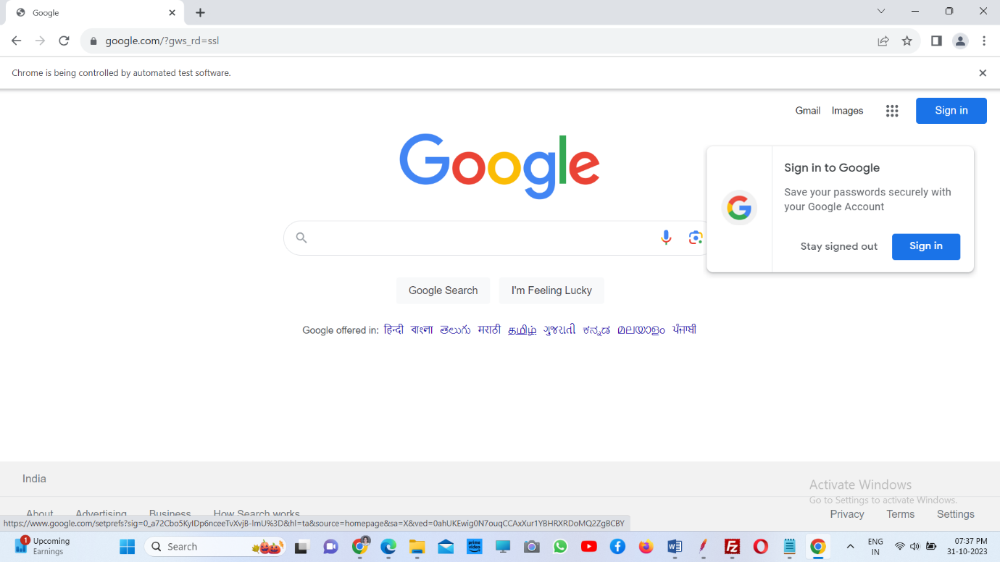 Google
google.com/?gws_rd=ssl
Chrome is being controlled by automated test software.
Gmail Images Sign in
Google
Sign in to Google
Save your passwords securely with
your Google Account
Stay signed out Sign in
Google Search I'm Feeling Lucky
Google offered in: हिन्दी বাংলা తెలుగు मराठी தமிழ் ગુજરાતી ಕನ್ನಡ മലയാളം ਪੰਜਾਬੀ
India
Activate Windows
Go to Settings to activate Windows.
About Advertising Business How Search works Privacy Terms Settings
https://www.google.com/setprefs?sig=0_a72Cbo5KyIDp6nceeTvXvjB-ImU%3D&hl=ta&source=homepage&sa=X&ved=0ahUKEwig0N7ouqCCAxXur1YBHRXRDoMQ2ZgBCBY
1 Upcoming
Earnings
Search
prime video
ENG
IN
07:37 PM
31-10-2023